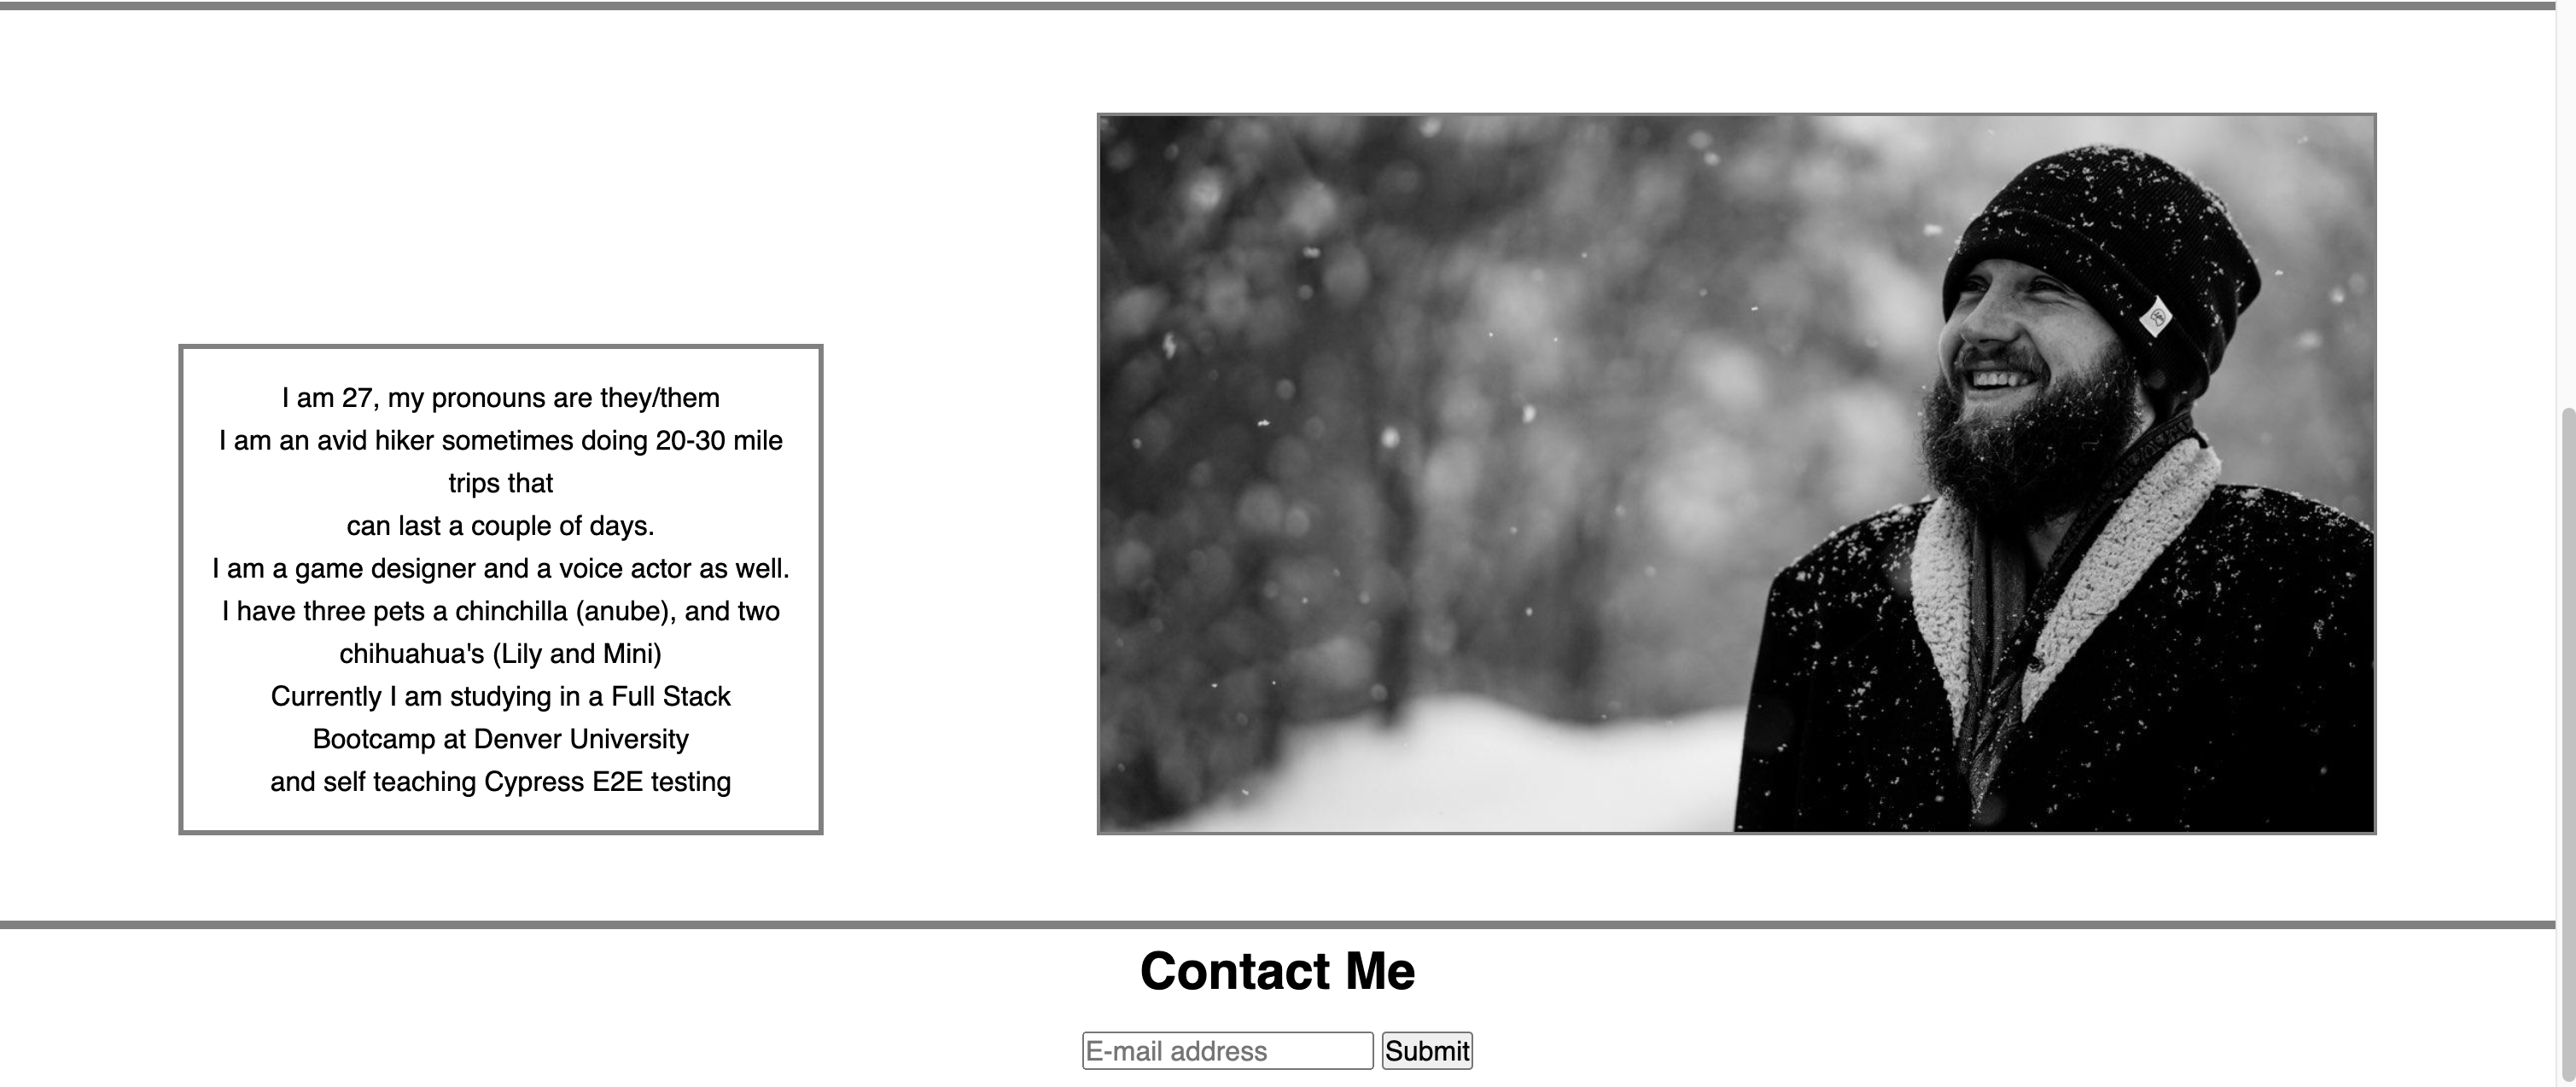 I am 27, my pronouns are they/them
I am an avid hiker sometimes doing 20-30 mile
trips that
can last a couple of days.
I am a game designer and a voice actor as well.
I have three pets a chinchilla (anube), and two
chihuahua's (Lily and Mini)
Currently I am studying in a Full Stack
Bootcamp at Denver University
and self teaching Cypress E2E testing
Contact Me
E-mail address
Submit